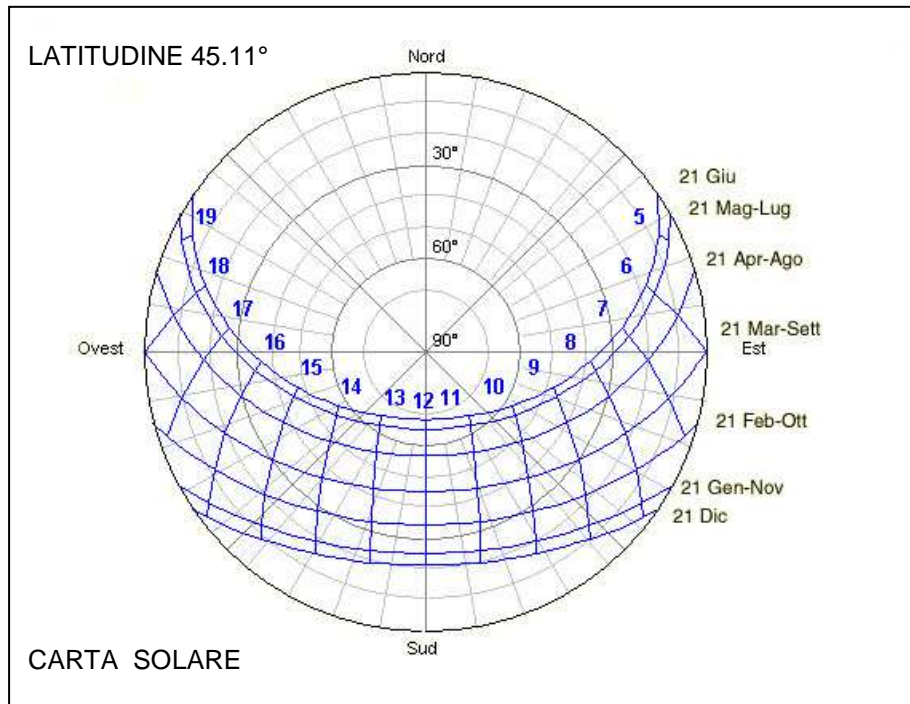 LATITUDINE 45.11°
Nord
30°
21 Giu
19
5
21 Mag-Lug
60°
18
6
21 Apr-Ago
17
7
21 Mar-Sett
Ovest
16
90°
8
Est
15
9
14
13
12
11
10
21 Feb-Ott
21 Gen-Nov
21 Dic
Sud
CARTA SOLARE